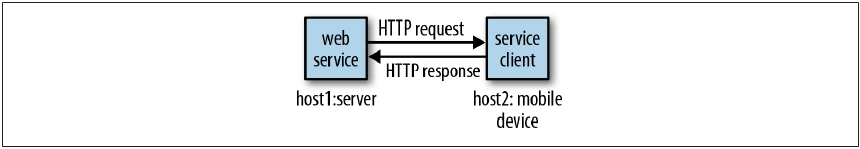 HTTP request
web service
service client
HTTP response
host1:server
host2: mobile device